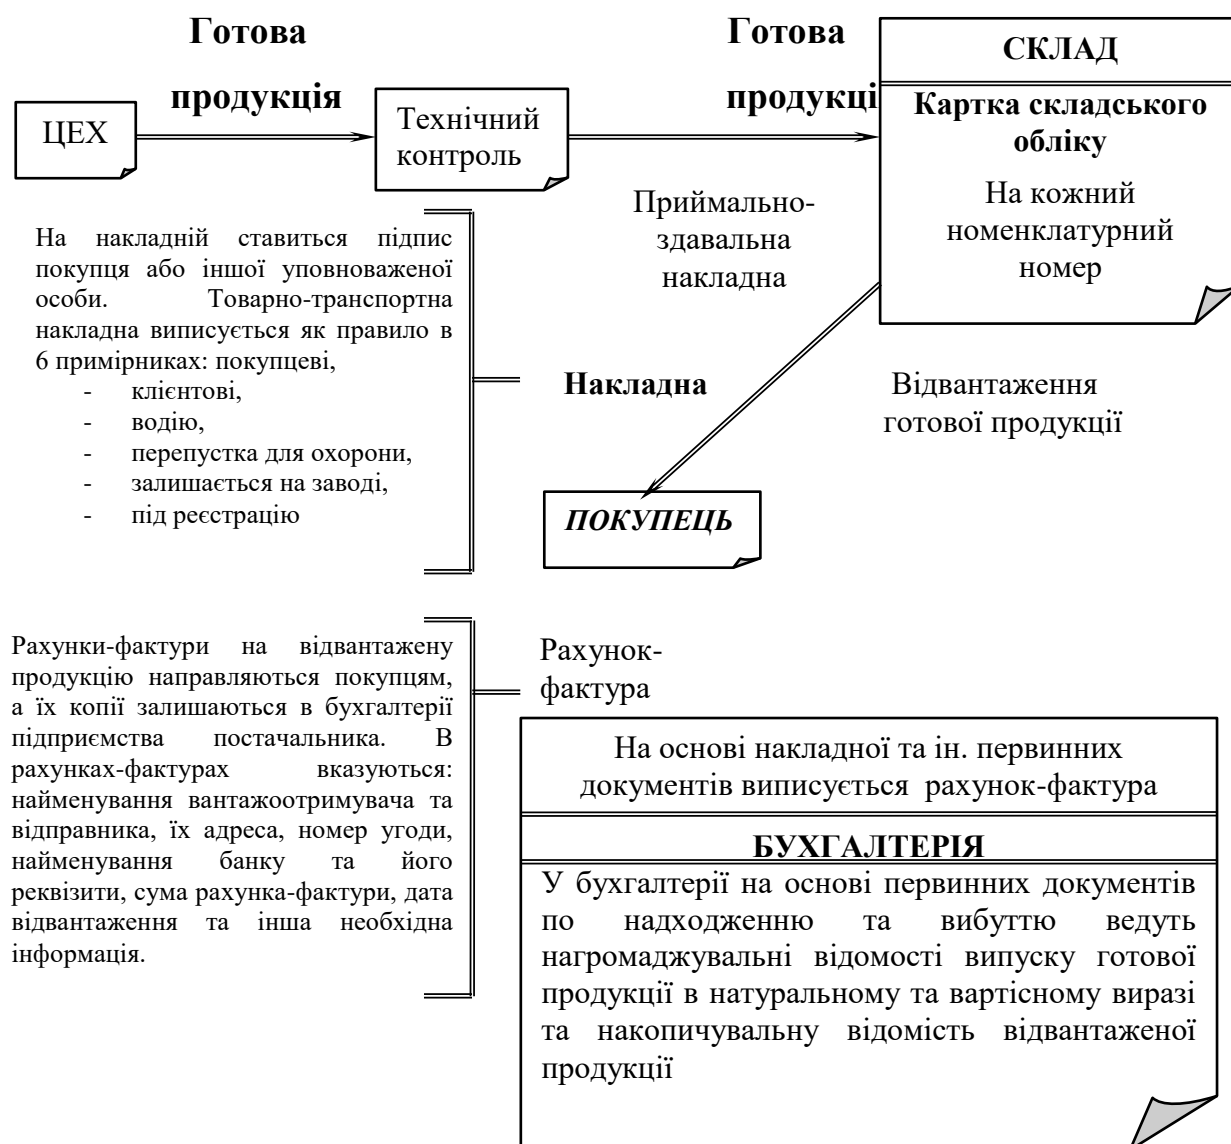 Готова
продукція
Готова
продукці
ЦЕХ
Технічний
контроль
СКЛАД
Картка складського
обліку
На кожний
номенклатурний
номер
Приймально-
здавальна
накладна
На накладній ставиться підпис
покупця або іншої уповноваженої
особи. Товарно-транспортна
накладна виписується як правило в
6 примірниках: покупцеві,
- клієнтові,
- водію,
- перепустка для охорони,
- залишається на заводі,
- під реєстрацію
Накладна
Відвантаження
готової продукції
ПОКУПЕЦЬ
Рахунки-фактури на відвантажену
продукцію направляються покупцям,
а їх копії залишаються в бухгалтерії
підприємства постачальника. В
рахунках-фактурах вказуються:
найменування вантажоотримувача та
відправника, їх адреса, номер угоди,
найменування банку та його
реквізити, сума рахунка-фактури, дата
відвантаження та інша необхідна
інформація.
Рахунок-
фактура
На основі накладної та ін. первинних
документів виписується рахунок-фактура
БУХГАЛТЕРІЯ
У бухгалтерії на основі первинних документів
по надходженню та вибуттю ведуть
нагромаджувальні відомості випуску готової
продукції в натуральному та вартісному виразі
та накопичувальну відомість відвантаженої
продукції